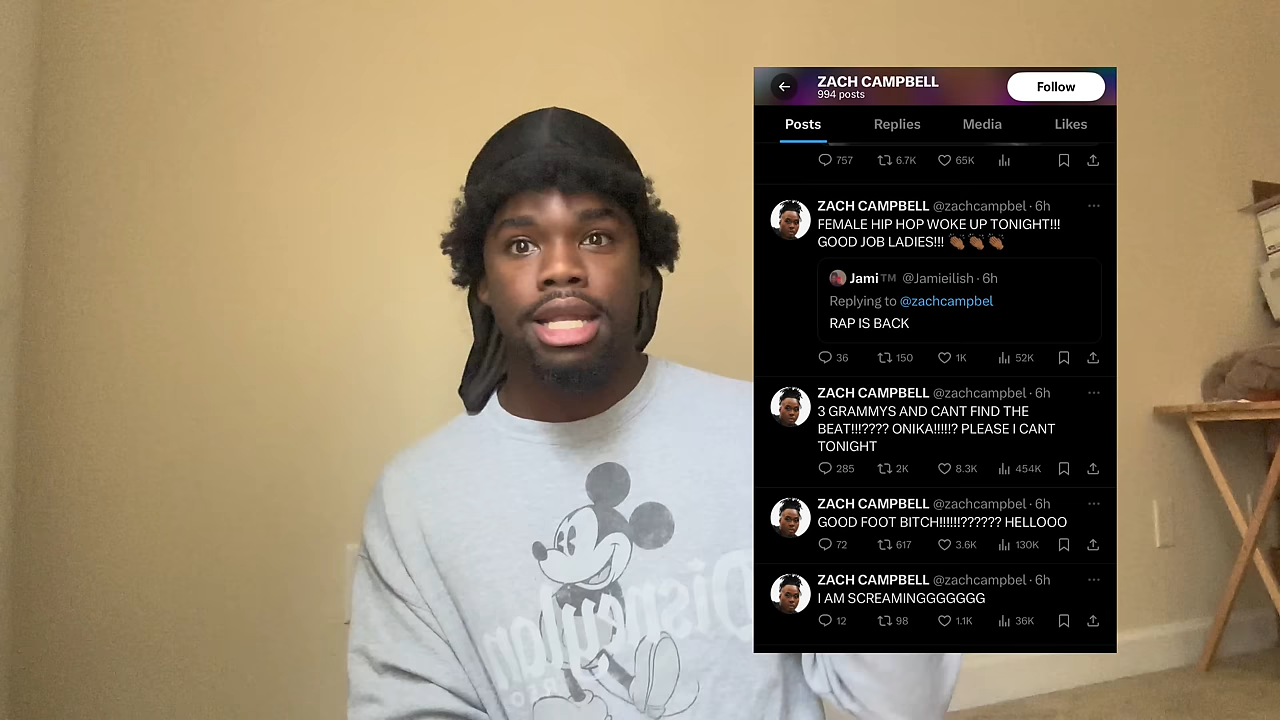 ZACH CAMPBELL
994 posts
Follow
Posts Replies Media Likes
757 6.7K 65K
ZACH CAMPBELL @zachcampbel · 6h
FEMALE HIP HOP WOKE UP TONIGHT!!!
GOOD JOB LADIES!!! 👏🏾👏🏾👏🏾
Jami™ @Jamieilish · 6h
Replying to @zachcampbel
RAP IS BACK
36 150 1K 52K
ZACH CAMPBELL @zachcampbel · 6h
3 GRAMMYS AND CANT FIND THE
BEAT!!!???? ONIKA!!!!!? PLEASE I CANT
TONIGHT
285 2K 8.3K 454K
ZACH CAMPBELL @zachcampbel · 6h
GOOD FOOT BITCH!!!!!!?????? HELLOOO
72 617 3.6K 130K
ZACH CAMPBELL @zachcampbel · 6h
I AM SCREAMINGGGGGGG
12 98 1.1K 36K